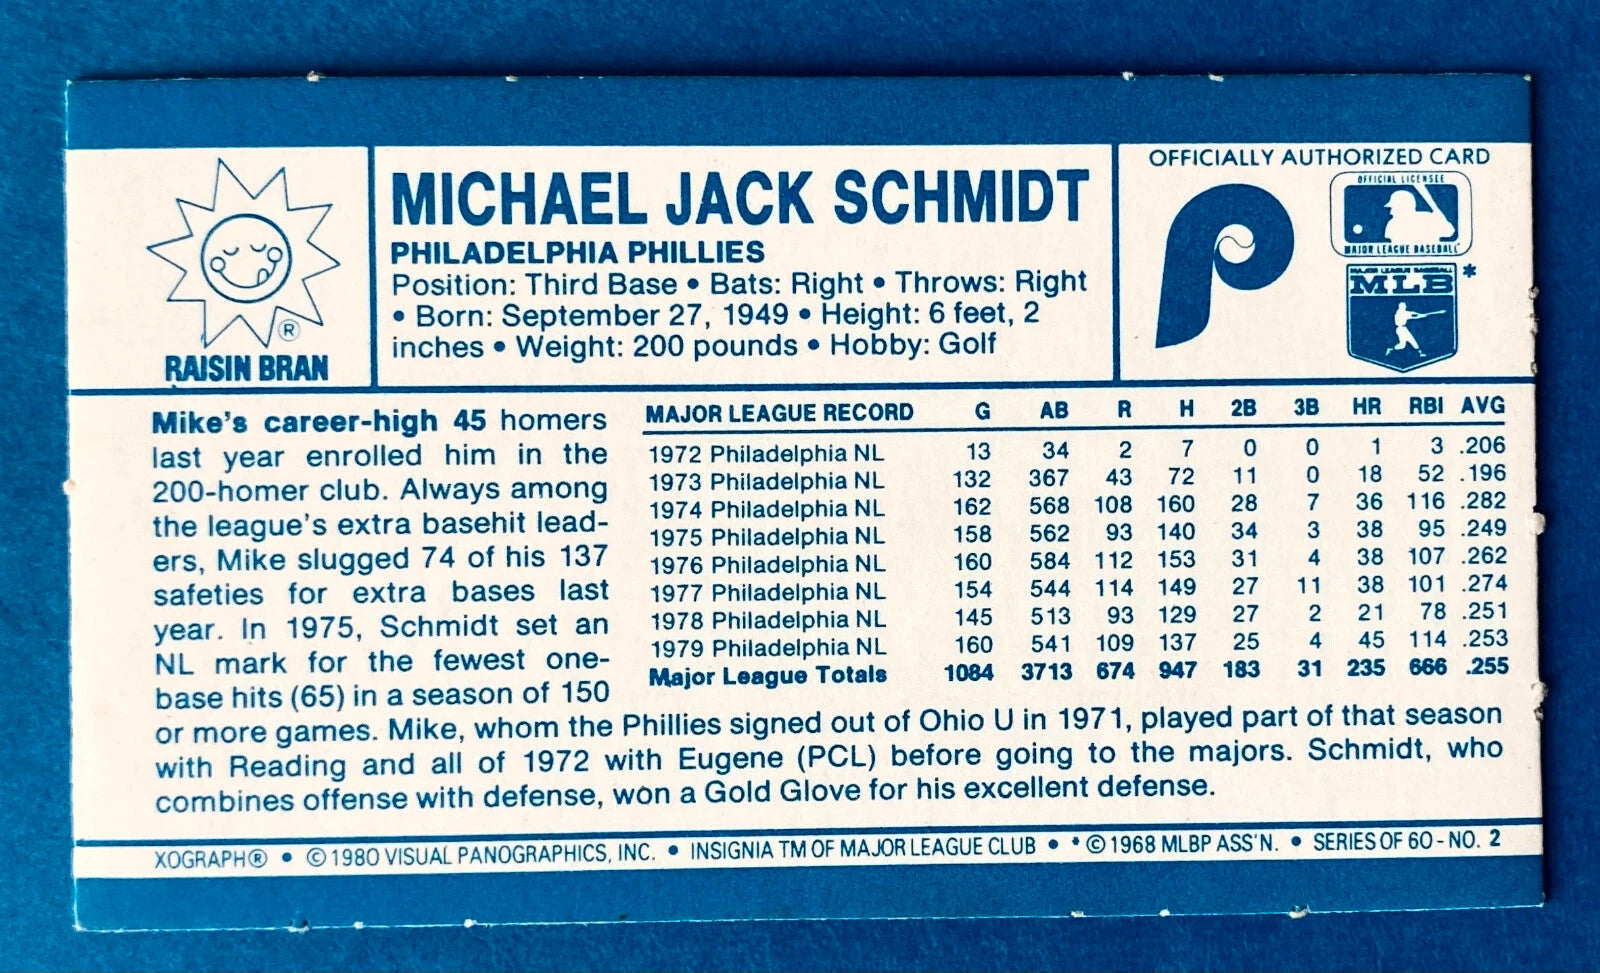 RAISIN BRAN ®
MICHAEL JACK SCHMIDT
PHILADELPHIA PHILLIES
Position: Third Base • Bats: Right • Throws: Right
• Born: September 27, 1949 • Height: 6 feet, 2
inches • Weight: 200 pounds • Hobby: Golf
OFFICIALLY AUTHORIZED CARD
P
OFFICIAL LICENSEE
MAJOR LEAGUE BASEBALL
MAJOR LEAGUE BASEBALL
MLB *
Mike's career-high 45 homers
last year enrolled him in the
200-homer club. Always among
the league's extra basehit lead-
ers, Mike slugged 74 of his 137
safeties for extra bases last
year. In 1975, Schmidt set an
NL mark for the fewest one-
base hits (65) in a season of 150
or more games. Mike, whom the Phillies signed out of Ohio U in 1971, played part of that season
with Reading and all of 1972 with Eugene (PCL) before going to the majors. Schmidt, who
combines offense with defense, won a Gold Glove for his excellent defense.
MAJOR LEAGUE RECORD G AB R H 2B 3B HR RBI AVG
1972 Philadelphia NL 13 34 2 7 0 0 1 3 .206
1973 Philadelphia NL 132 367 43 72 11 0 18 52 .196
1974 Philadelphia NL 162 568 108 160 28 7 36 116 .282
1975 Philadelphia NL 158 562 93 140 34 3 38 95 .249
1976 Philadelphia NL 160 584 112 153 31 4 38 107 .262
1977 Philadelphia NL 154 544 114 149 27 11 38 101 .274
1978 Philadelphia NL 145 513 93 129 27 2 21 78 .251
1979 Philadelphia NL 160 541 109 137 25 4 45 114 .253
Major League Totals 1084 3713 674 947 183 31 235 666 .255
XOGRAPH® • © 1980 VISUAL PANOGRAPHICS, INC. • INSIGNIA TM OF MAJOR LEAGUE CLUB • * © 1968 MLBP ASS'N. • SERIES OF 60 - NO. 2